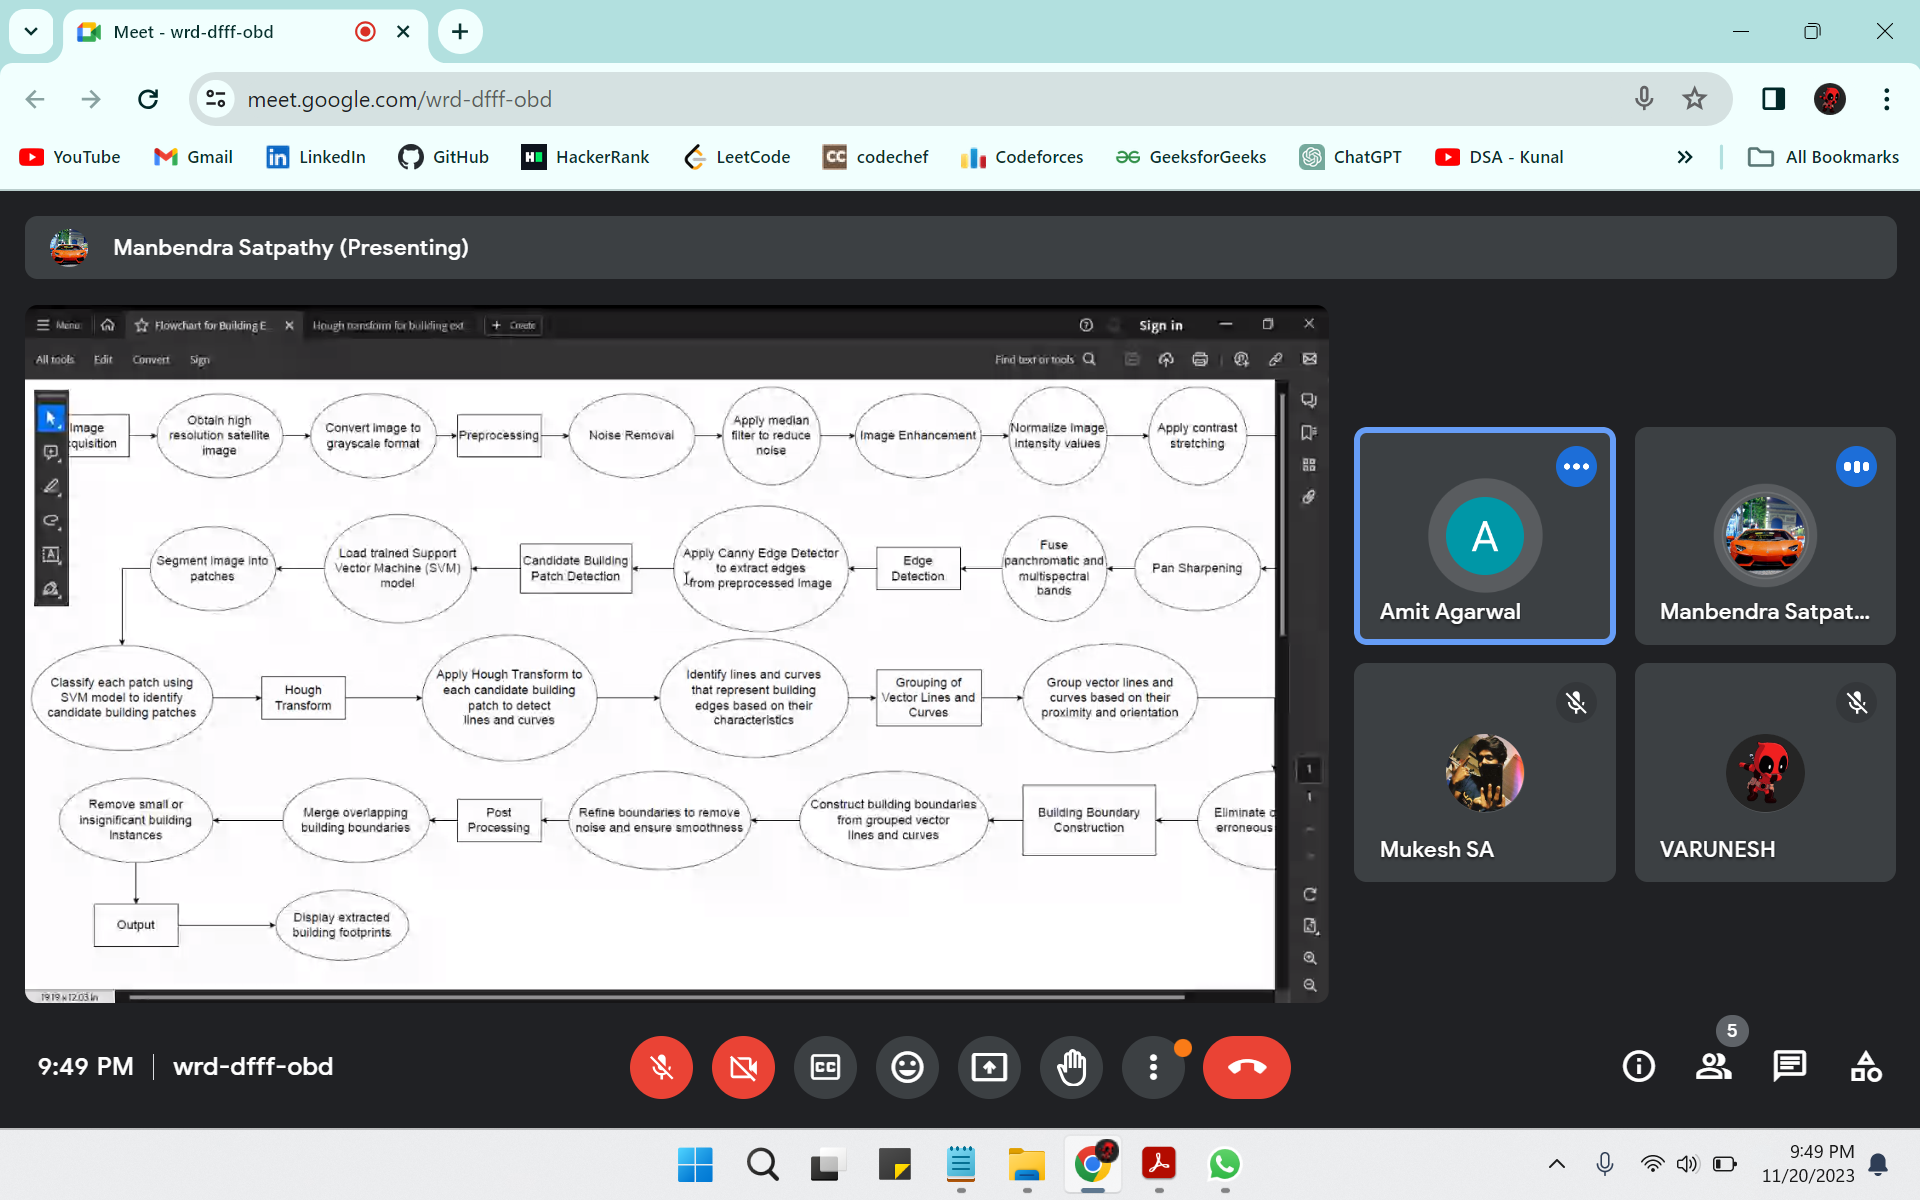 Meet - wrd-dfff-obd
meet.google.com/wrd-dfff-obd
YouTube
Gmail
LinkedIn
GitHub
HackerRank
LeetCode
codechef
Codeforces
GeeksforGeeks
ChatGPT
DSA - Kunal
All Bookmarks
Manbendra Satpathy (Presenting)
Menu
Flowchart for Building E...
Hough transform for building ext
Create
Sign in
All tools
Edit
Convert
Sign
Find text or tools
Image
cquisition
Obtain high
resolution satellite
image
Convert image to
grayscale format
Preprocessing
Noise Removal
Apply median
filter to reduce
noise
Image Enhancement
Normalize image
intensity values
Apply contrast
stretching
Segment image into
patches
Load trained Support
Vector Machine (SVM)
model
Candidate Building
Patch Detection
Apply Canny Edge Detector
to extract edges
from preprocessed image
Edge
Detection
Fuse
panchromatic and
multispectral
bands
Pan Sharpening
Classify each patch using
SVM model to identify
candidate building patches
Hough
Transform
Apply Hough Transform to
each candidate building
patch to detect
lines and curves
Identify lines and curves
that represent building
edges based on their
characteristics
Grouping of
Vector Lines and
Curves
Group vector lines and
curves based on their
proximity and orientation
Remove small or
insignificant building
instances
Merge overlapping
building boundaries
Post
Processing
Refine boundaries to remove
noise and ensure smoothness
Construct building boundaries
from grouped vector
lines and curves
Building Boundary
Construction
Eliminate o
erroneous
Output
Display extracted
building footprints
19.19 x 12.03 in
1
1
A
Amit Agarwal
Manbendra Satpat...
Mukesh SA
VARUNESH
9:49 PM
wrd-dfff-obd
5
9:49 PM
11/20/2023